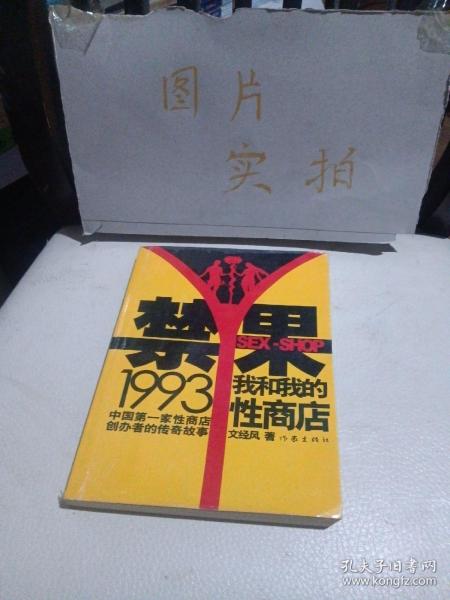 图片
实拍
禁果
SEX-SHOP
1993
我和我的
性商店
中国第一家性商店
创办者的传奇故事
文经风 著 作家出版社
孔夫子旧书网
www.kongfz.com